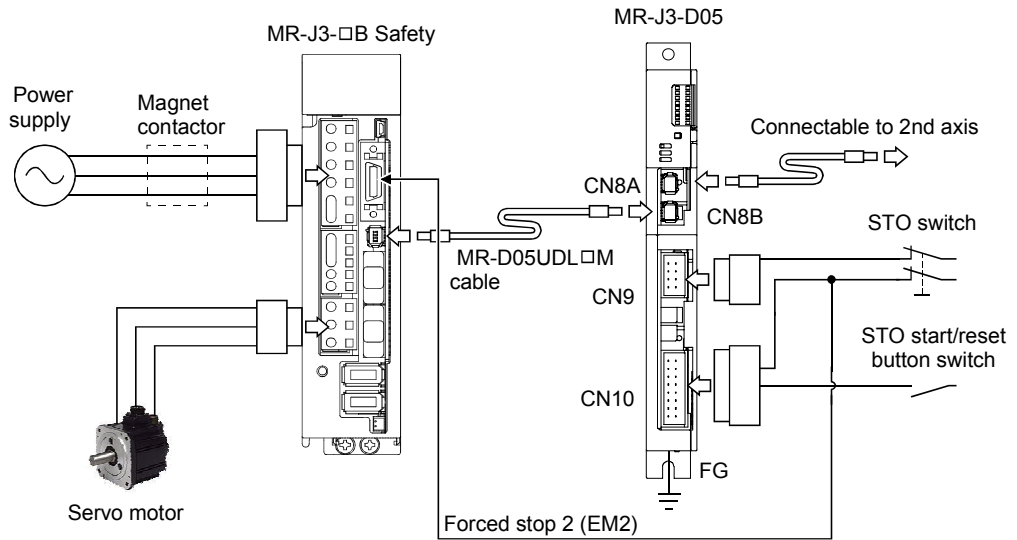 MR-J3-D05
MR-J3-□B Safety
Power
supply
Magnet
contactor
Connectable to 2nd axis
CN8A
CN8B
STO switch
MR-D05UDL□M
cable
CN9
STO start/reset
button switch
CN10
FG
Servo motor
Forced stop 2 (EM2)